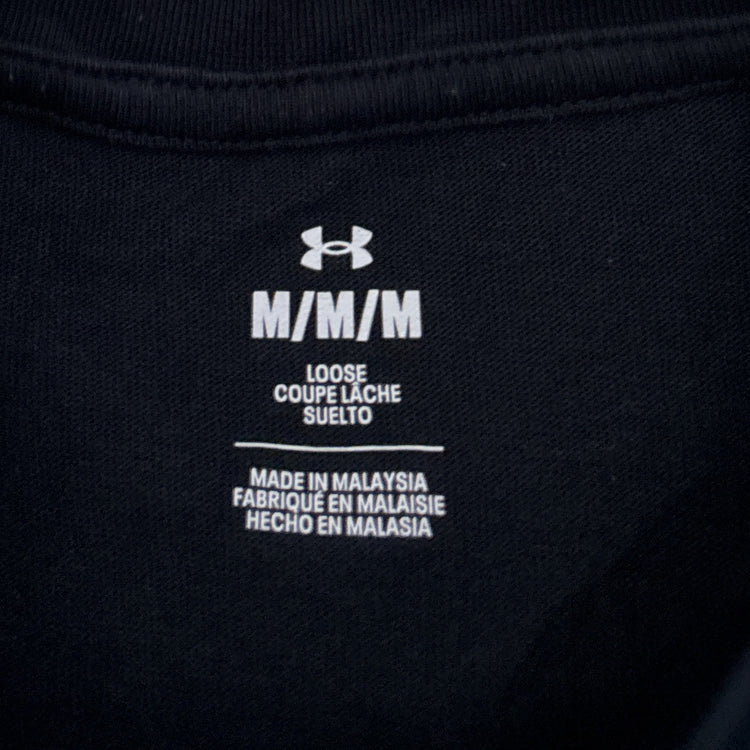 M/M/M
LOOSE
COUPE LÂCHE
SUELTO
MADE IN MALAYSIA
FABRIQUÉ EN MALAISIE
HECHO EN MALASIA